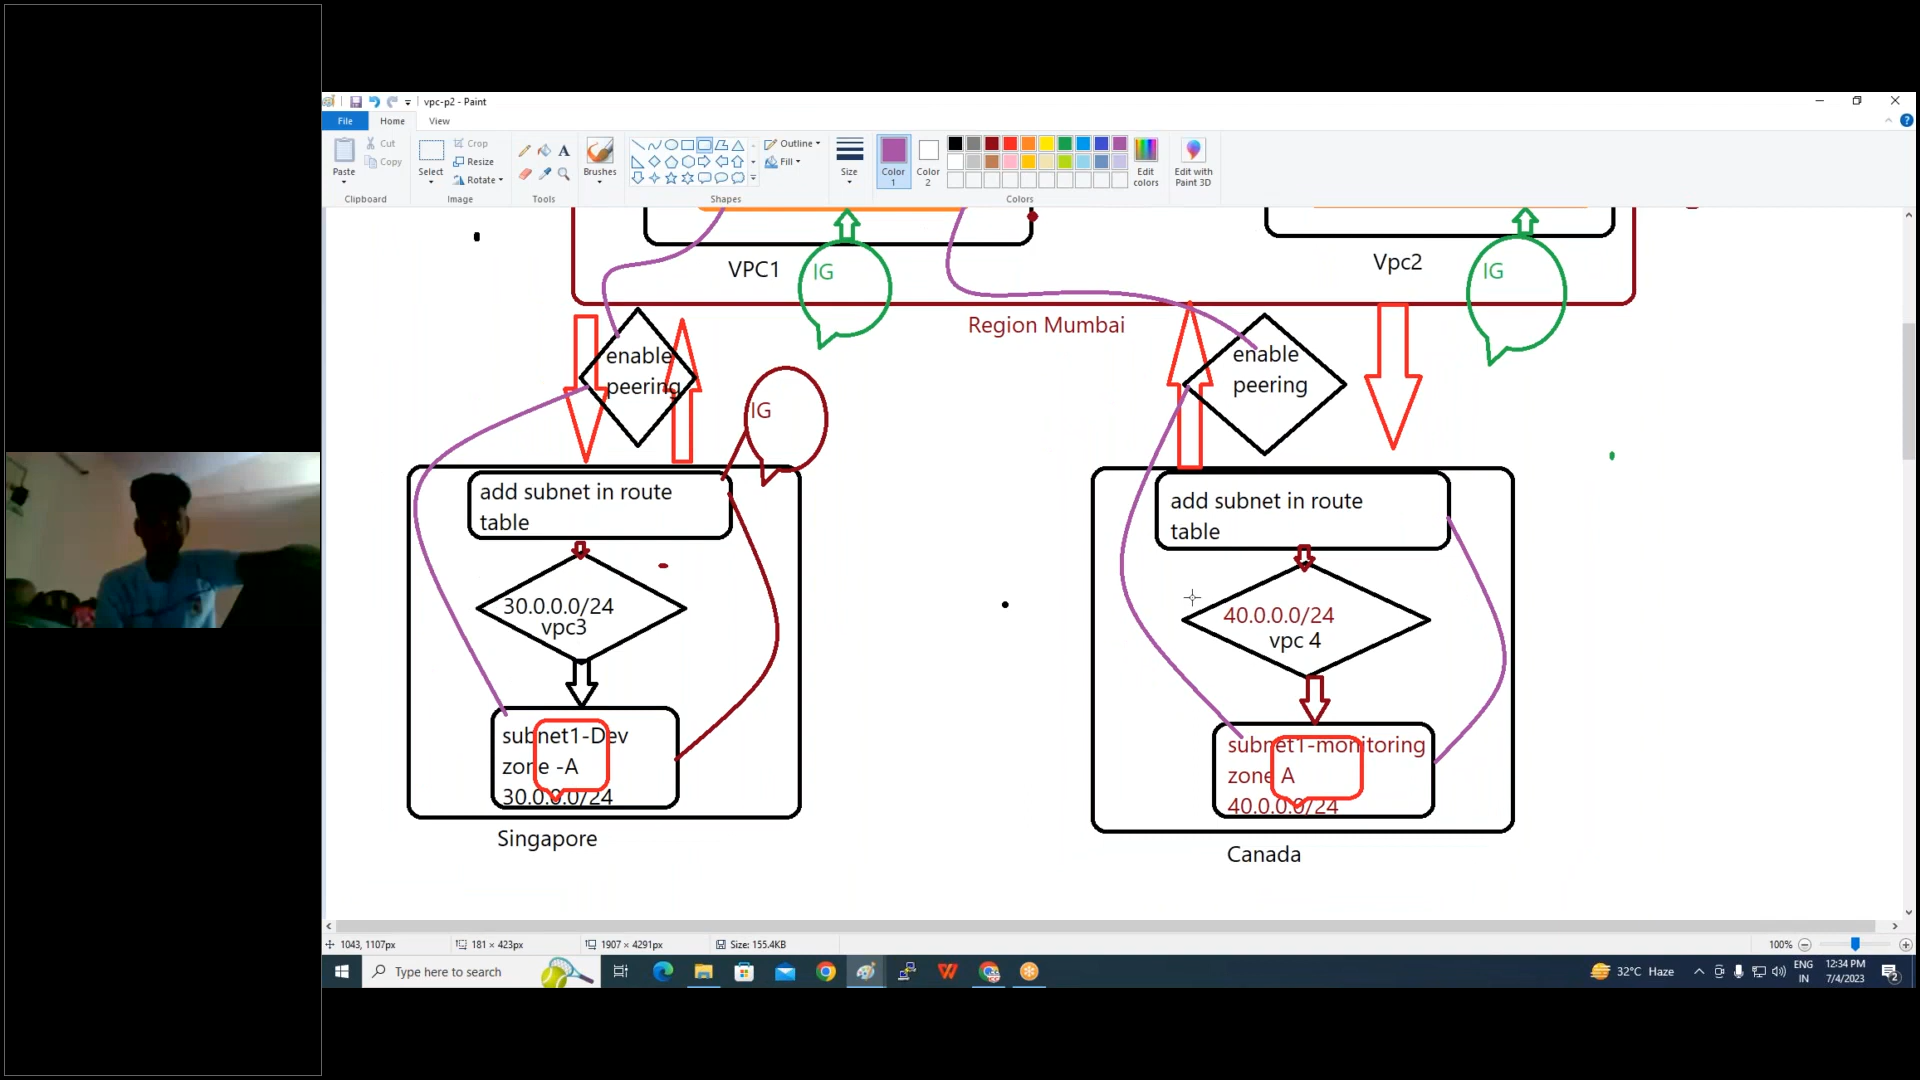 vpc-p2 - Paint
File
Home
View
Paste
Cut
Copy
Clipboard
Select
Crop
Resize
Rotate
Image
Tools
Brushes
Shapes
Outline
Fill
Size
Color
1
Color
2
Edit
colors
Edit with
Paint 3D
Colors
VPC1
IG
Vpc2
IG
Region Mumbai
enable
peering
enable
peering
IG
add subnet in route
table
30.0.0.0/24
vpc3
subnet1-Dev
zone -A
30.0.0.0/24
Singapore
add subnet in route
table
40.0.0.0/24
vpc 4
subnet1-monitoring
zone A
40.0.0.0/24
Canada
1043, 1107px
181 × 423px
1907 × 4291px
Size: 155.4KB
100%
Type here to search
32°C Haze
ENG
IN
12:34 PM
7/4/2023
2